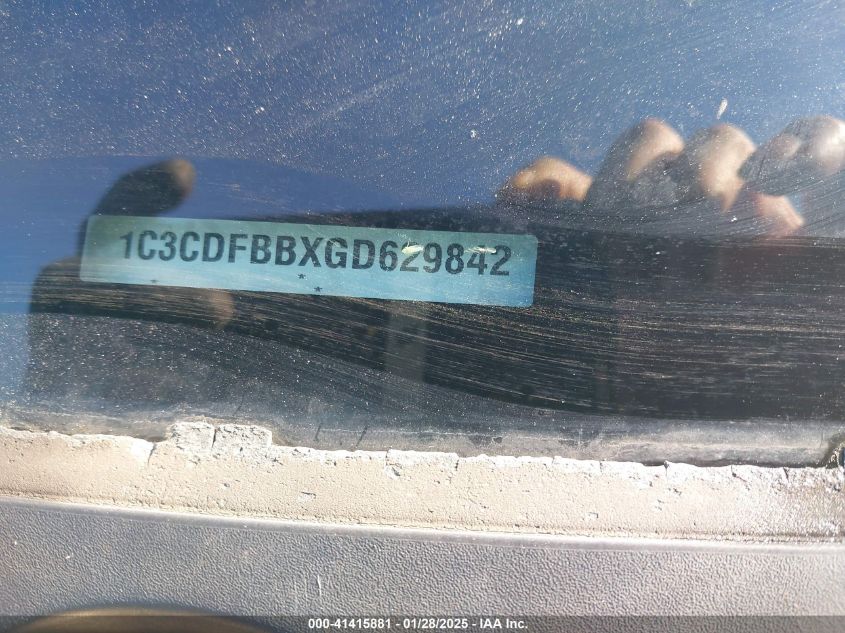 1C3CDFBBXGD629842
000-41415881 - 01/28/2025 - IAA Inc.